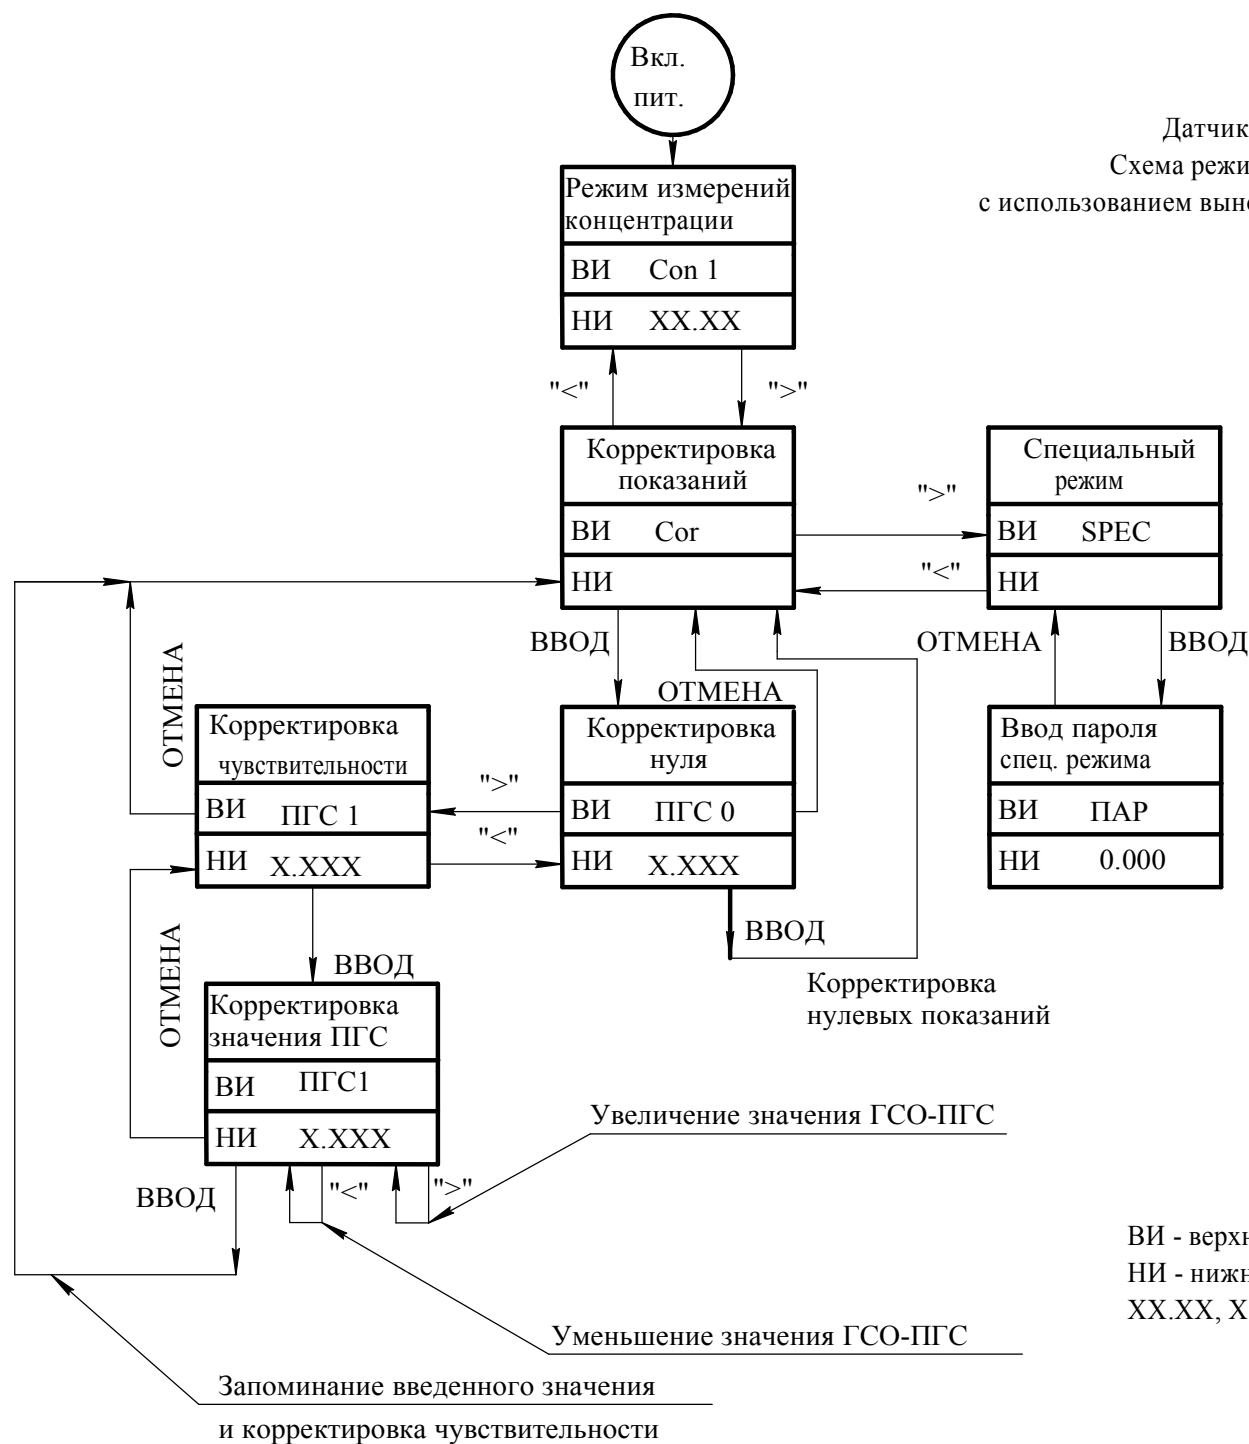 Вкл.
пит.
Датчик
Схема режи
с использованием вын
Режим измерений
концентрации
ВИ Con 1
НИ XX.XX
"<"
">"
Корректировка
показаний
ВИ Cor
НИ
">"
"<"
Специальный
режим
ВИ SPEC
НИ
ВВОД
ОТМЕНА
ОТМЕНА
ВВОД
ОТМЕНА
Корректировка
чувствительности
ВИ ПГС 1
НИ X.XXX
">"
"<"
Корректировка
нуля
ВИ ПГС 0
НИ X.XXX
Ввод пароля
спец. режима
ВИ ПАР
НИ 0.000
ВВОД
Корректировка
нулевых показаний
ОТМЕНА
ВВОД
Корректировка
значения ПГС
ВИ ПГС1
НИ X.XXX
ВВОД
"<"
">"
Увеличение значения ГСО-ПГС
Уменьшение значения ГСО-ПГС
Запоминание введенного значения
и корректировка чувствительности
ВИ - верхн
НИ - нижн
XX.XX, X